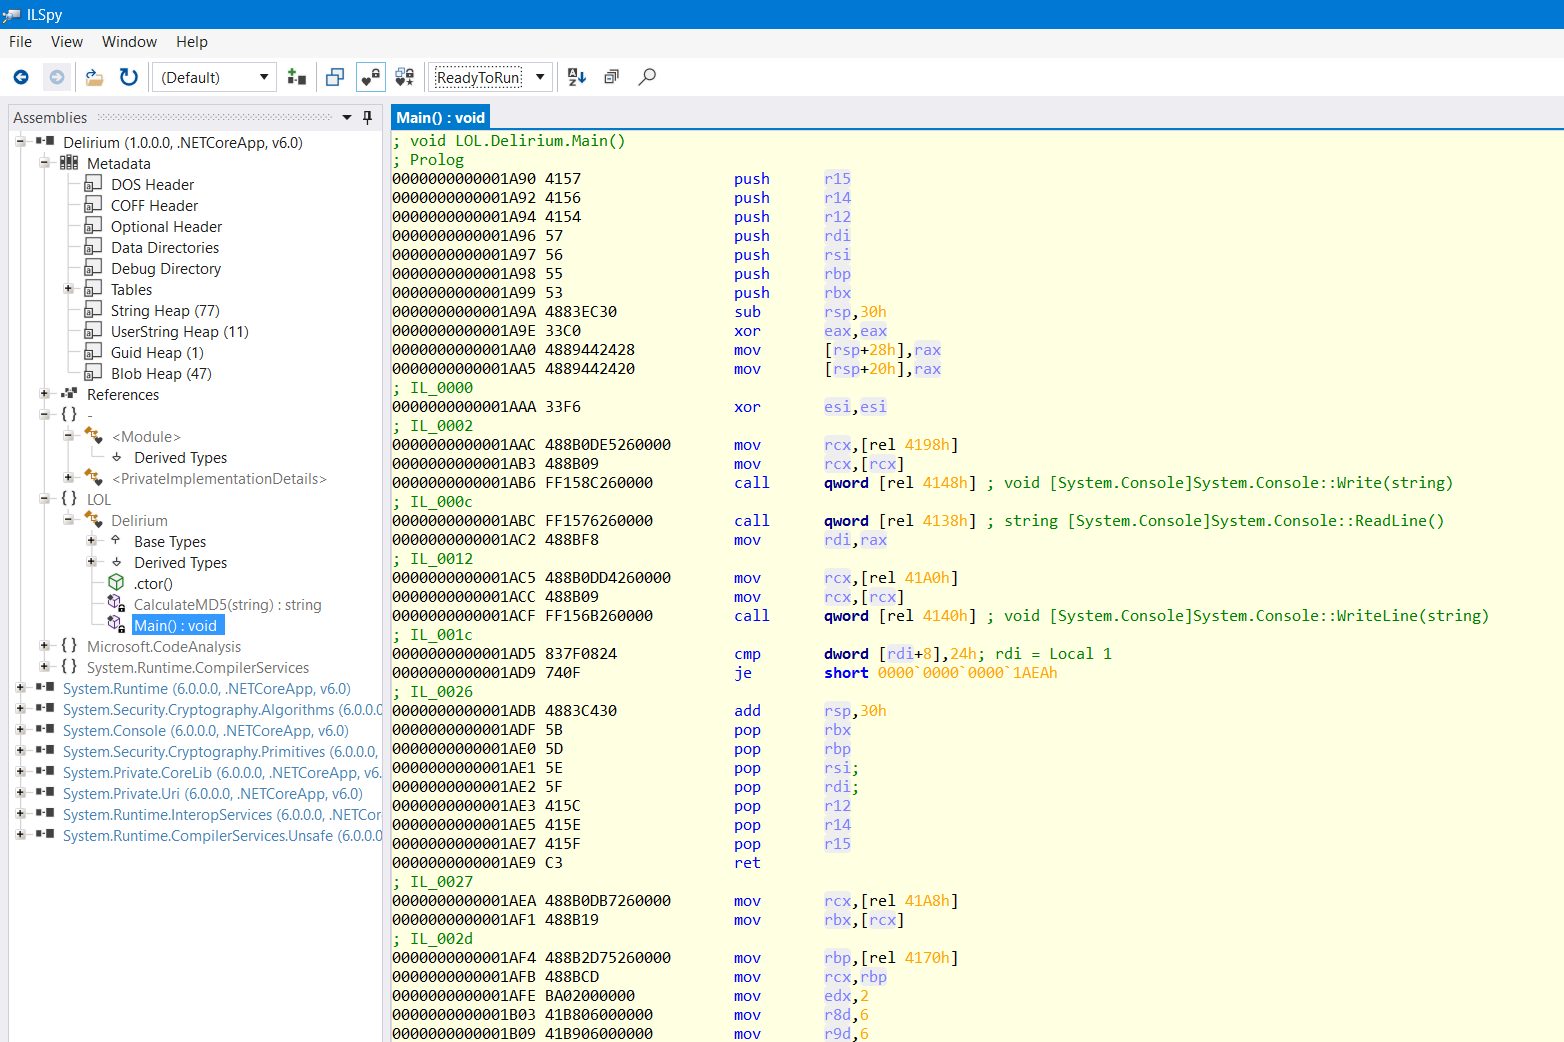 ILSpy
File View Window Help
(Default) ReadyToRun
Assemblies
Delirium (1.0.0.0, .NETCoreApp, v6.0)
Metadata
DOS Header
COFF Header
Optional Header
Data Directories
Debug Directory
Tables
String Heap (77)
UserString Heap (11)
Guid Heap (1)
Blob Heap (47)
References
{ } -
<Module>
Derived Types
<PrivateImplementationDetails>
{ } LOL
Delirium
Base Types
Derived Types
.ctor()
CalculateMD5(string) : string
Main() : void
{ } Microsoft.CodeAnalysis
{ } System.Runtime.CompilerServices
System.Runtime (6.0.0.0, .NETCoreApp, v6.0)
System.Security.Cryptography.Algorithms (6.0.0.0
System.Console (6.0.0.0, .NETCoreApp, v6.0)
System.Security.Cryptography.Primitives (6.0.0.0,
System.Private.CoreLib (6.0.0.0, .NETCoreApp, v6.
System.Private.Uri (6.0.0.0, .NETCoreApp, v6.0)
System.Runtime.InteropServices (6.0.0.0, .NETCor
System.Runtime.CompilerServices.Unsafe (6.0.0.0
Main() : void
; void LOL.Delirium.Main()
; Prolog
0000000000001A90 4157 push r15
0000000000001A92 4156 push r14
0000000000001A94 4154 push r12
0000000000001A96 57 push rdi
0000000000001A97 56 push rsi
0000000000001A98 55 push rbp
0000000000001A99 53 push rbx
0000000000001A9A 4883EC30 sub rsp,30h
0000000000001A9E 33C0 xor eax,eax
0000000000001AA0 4889442428 mov [rsp+28h],rax
0000000000001AA5 4889442420 mov [rsp+20h],rax
; IL_0000
0000000000001AAA 33F6 xor esi,esi
; IL_0002
0000000000001AAC 488B0DE5260000 mov rcx,[rel 4198h]
0000000000001AB3 488B09 mov rcx,[rcx]
0000000000001AB6 FF158C260000 call qword [rel 4148h] ; void [System.Console]System.Console::Write(string)
; IL_000c
0000000000001ABC FF1576260000 call qword [rel 4138h] ; string [System.Console]System.Console::ReadLine()
0000000000001AC2 488BF8 mov rdi,rax
; IL_0012
0000000000001AC5 488B0DD4260000 mov rcx,[rel 41A0h]
0000000000001ACC 488B09 mov rcx,[rcx]
0000000000001ACF FF156B260000 call qword [rel 4140h] ; void [System.Console]System.Console::WriteLine(string)
; IL_001c
0000000000001AD5 837F0824 cmp dword [rdi+8],24h; rdi = Local 1
0000000000001AD9 740F je short 0000`0000`0000`1AEAh
; IL_0026
0000000000001ADB 4883C430 add rsp,30h
0000000000001ADF 5B pop rbx
0000000000001AE0 5D pop rbp
0000000000001AE1 5E pop rsi;
0000000000001AE2 5F pop rdi;
0000000000001AE3 415C pop r12
0000000000001AE5 415E pop r14
0000000000001AE7 415F pop r15
0000000000001AE9 C3 ret
; IL_0027
0000000000001AEA 488B0DB7260000 mov rcx,[rel 41A8h]
0000000000001AF1 488B19 mov rbx,[rcx]
; IL_002d
0000000000001AF4 488B2D75260000 mov rbp,[rel 4170h]
0000000000001AFB 488BCD mov rcx,rbp
0000000000001AFE BA02000000 mov edx,2
0000000000001B03 41B806000000 mov r8d,6
0000000000001B09 41B906000000 mov r9d,6